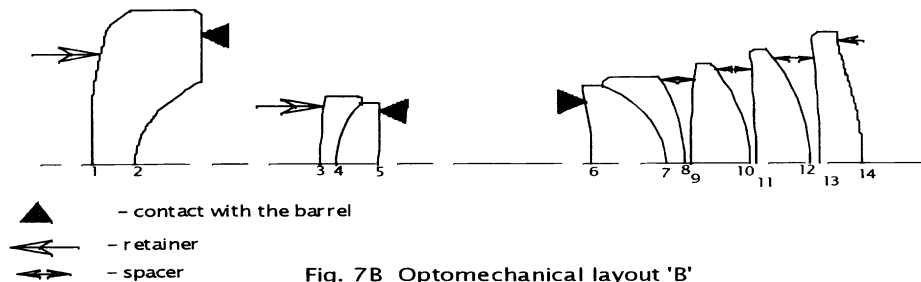 1 2 3 4 5 6 7 8 9 10 11 12 13 14
– contact with the barrel
– retainer
– spacer
Fig. 7B Optomechanical layout 'B'